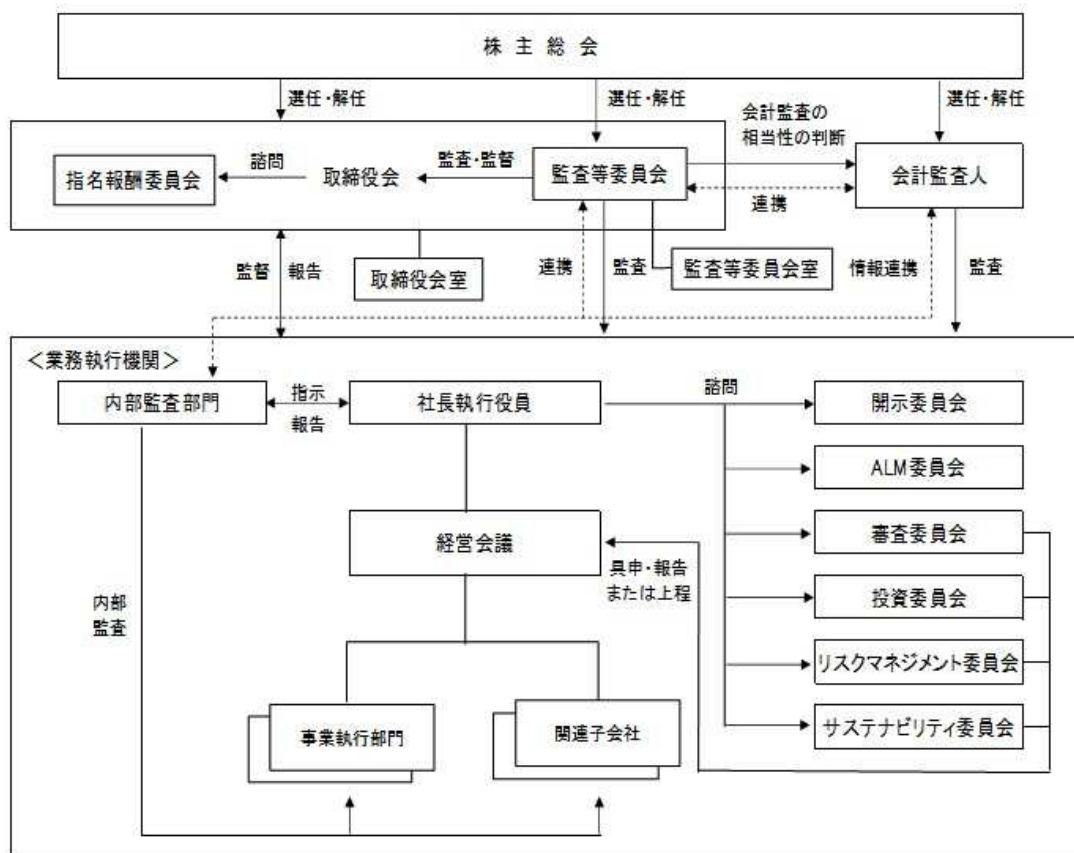 株主総会
選任・解任
選任・解任
会計監査の
相当性の判断
選任・解任
指名報酬委員会
諮問
取締役会
監査・監督
監査等委員会
連携
会計監査人
監督
報告
取締役会室
連携
監査
監査等委員会室
情報連携
監査
<業務執行機関>
内部監査部門
指示
報告
社長執行役員
諮問
開示委員会
ALM委員会
経営会議
審査委員会
具申・報告
または上程
投資委員会
内部
監査
リスクマネジメント委員会
事業執行部門
関連子会社
サステナビリティ委員会